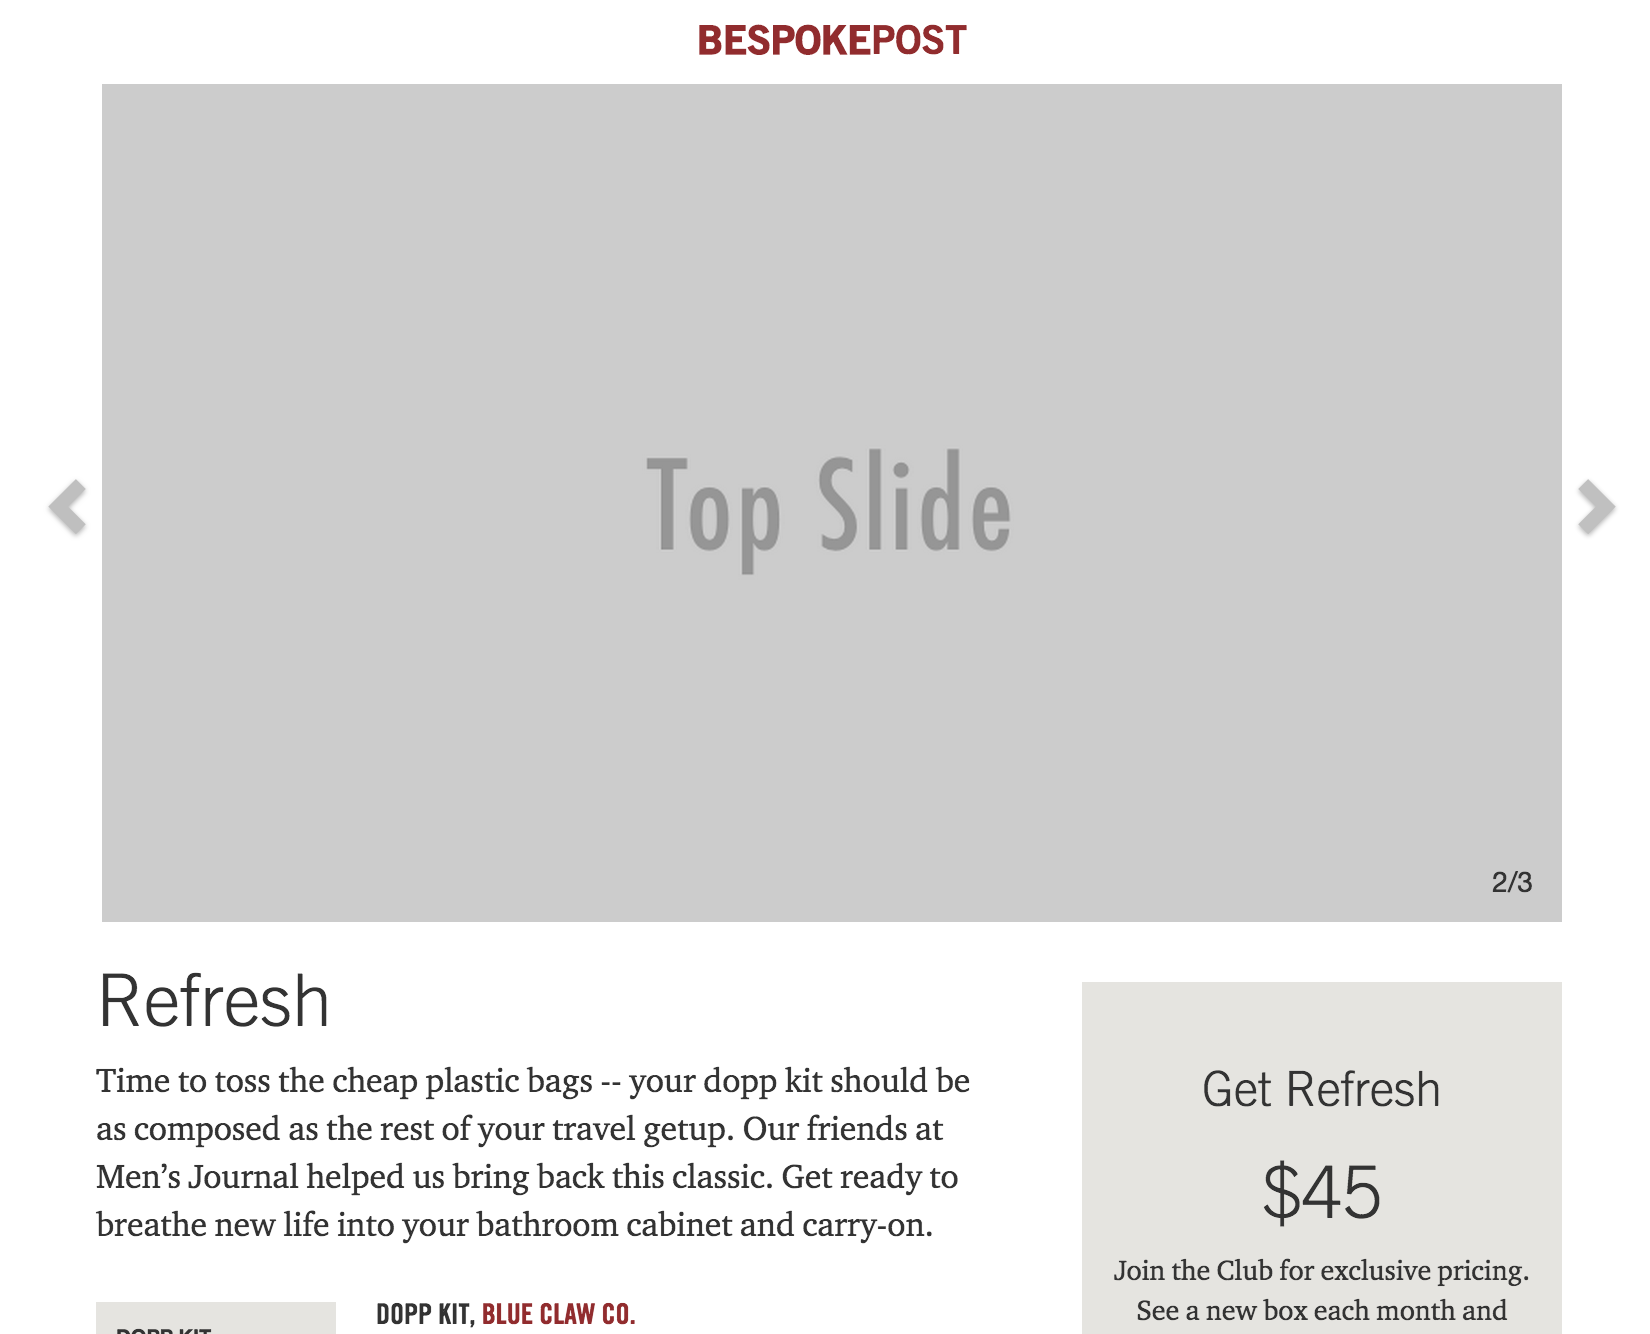 BESPOKEPOST
Top Slide
2/3
Refresh
Time to toss the cheap plastic bags -- your dopp kit should be
as composed as the rest of your travel getup. Our friends at
Men’s Journal helped us bring back this classic. Get ready to
breathe new life into your bathroom cabinet and carry-on.
DOPP KIT, BLUE CLAW CO.
DOPP KIT
Get Refresh
$45
Join the Club for exclusive pricing.
See a new box each month and